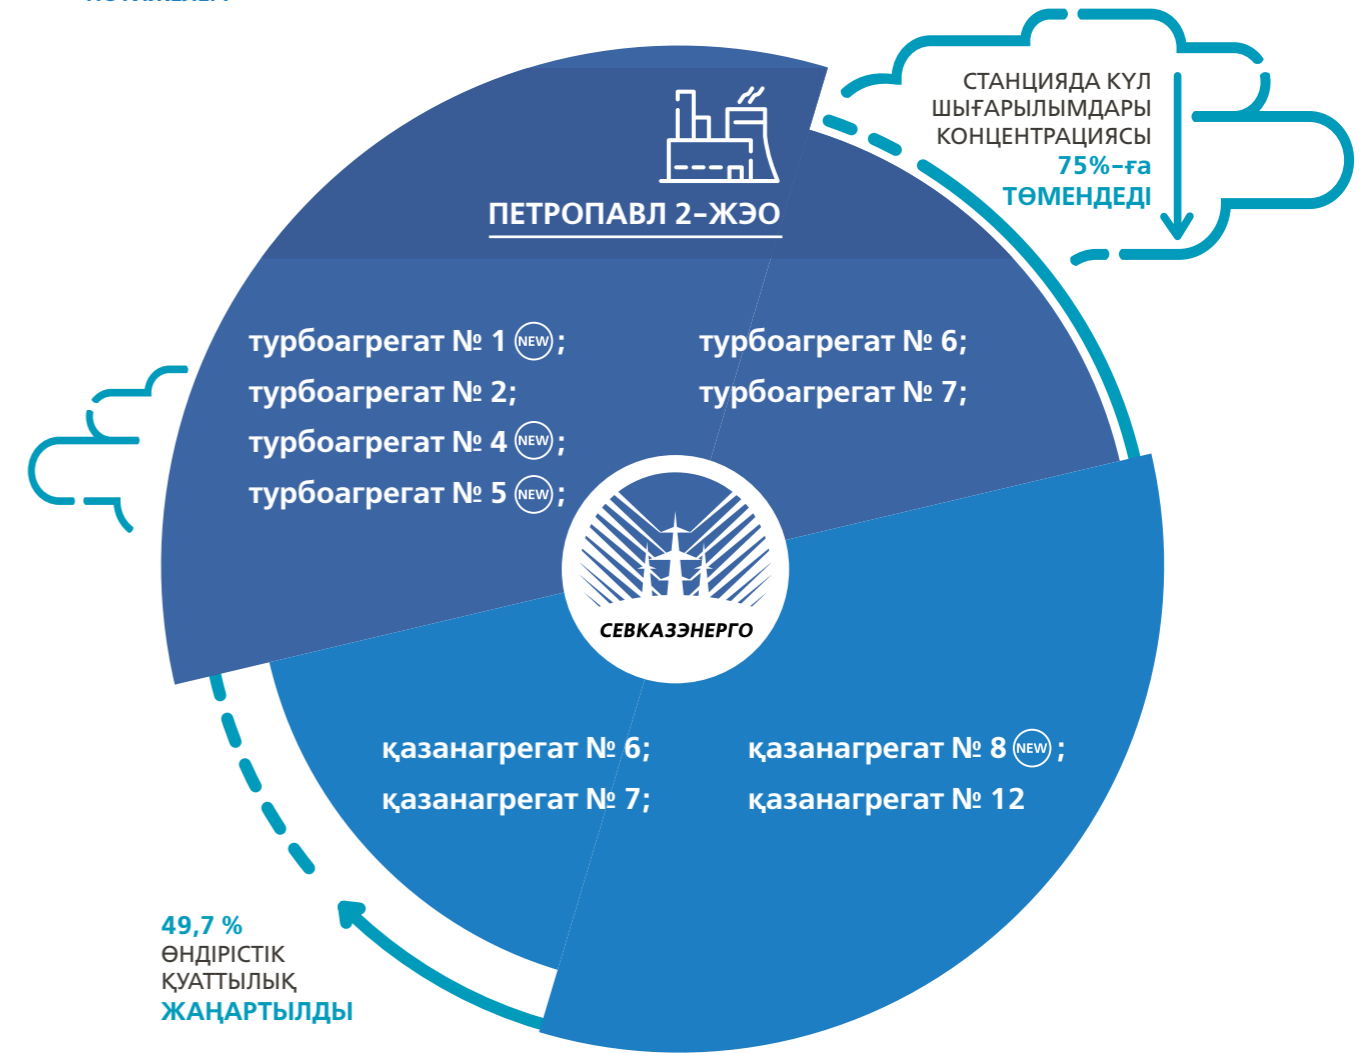 СТАНЦИЯДА КҮЛ
ШЫҒАРЫЛЫМДАРЫ
КОНЦЕНТРАЦИЯСЫ
75%-ға
ТӨМЕНДЕДІ
ПЕТРОПАВЛ 2-ЖЭО
турбоагрегат № 1 NEW;
турбоагрегат № 2;
турбоагрегат № 4 NEW;
турбоагрегат № 5 NEW;
турбоагрегат № 6;
турбоагрегат № 7;
СЕВКАЗЭНЕРГО
қазанагрегат № 6;
қазанагрегат № 7;
қазанагрегат № 8 NEW;
қазанагрегат № 12
49,7 %
ӨНДІРІСТІК
ҚУАТТЫЛЫҚ
ЖАҢАРТЫЛДЫ